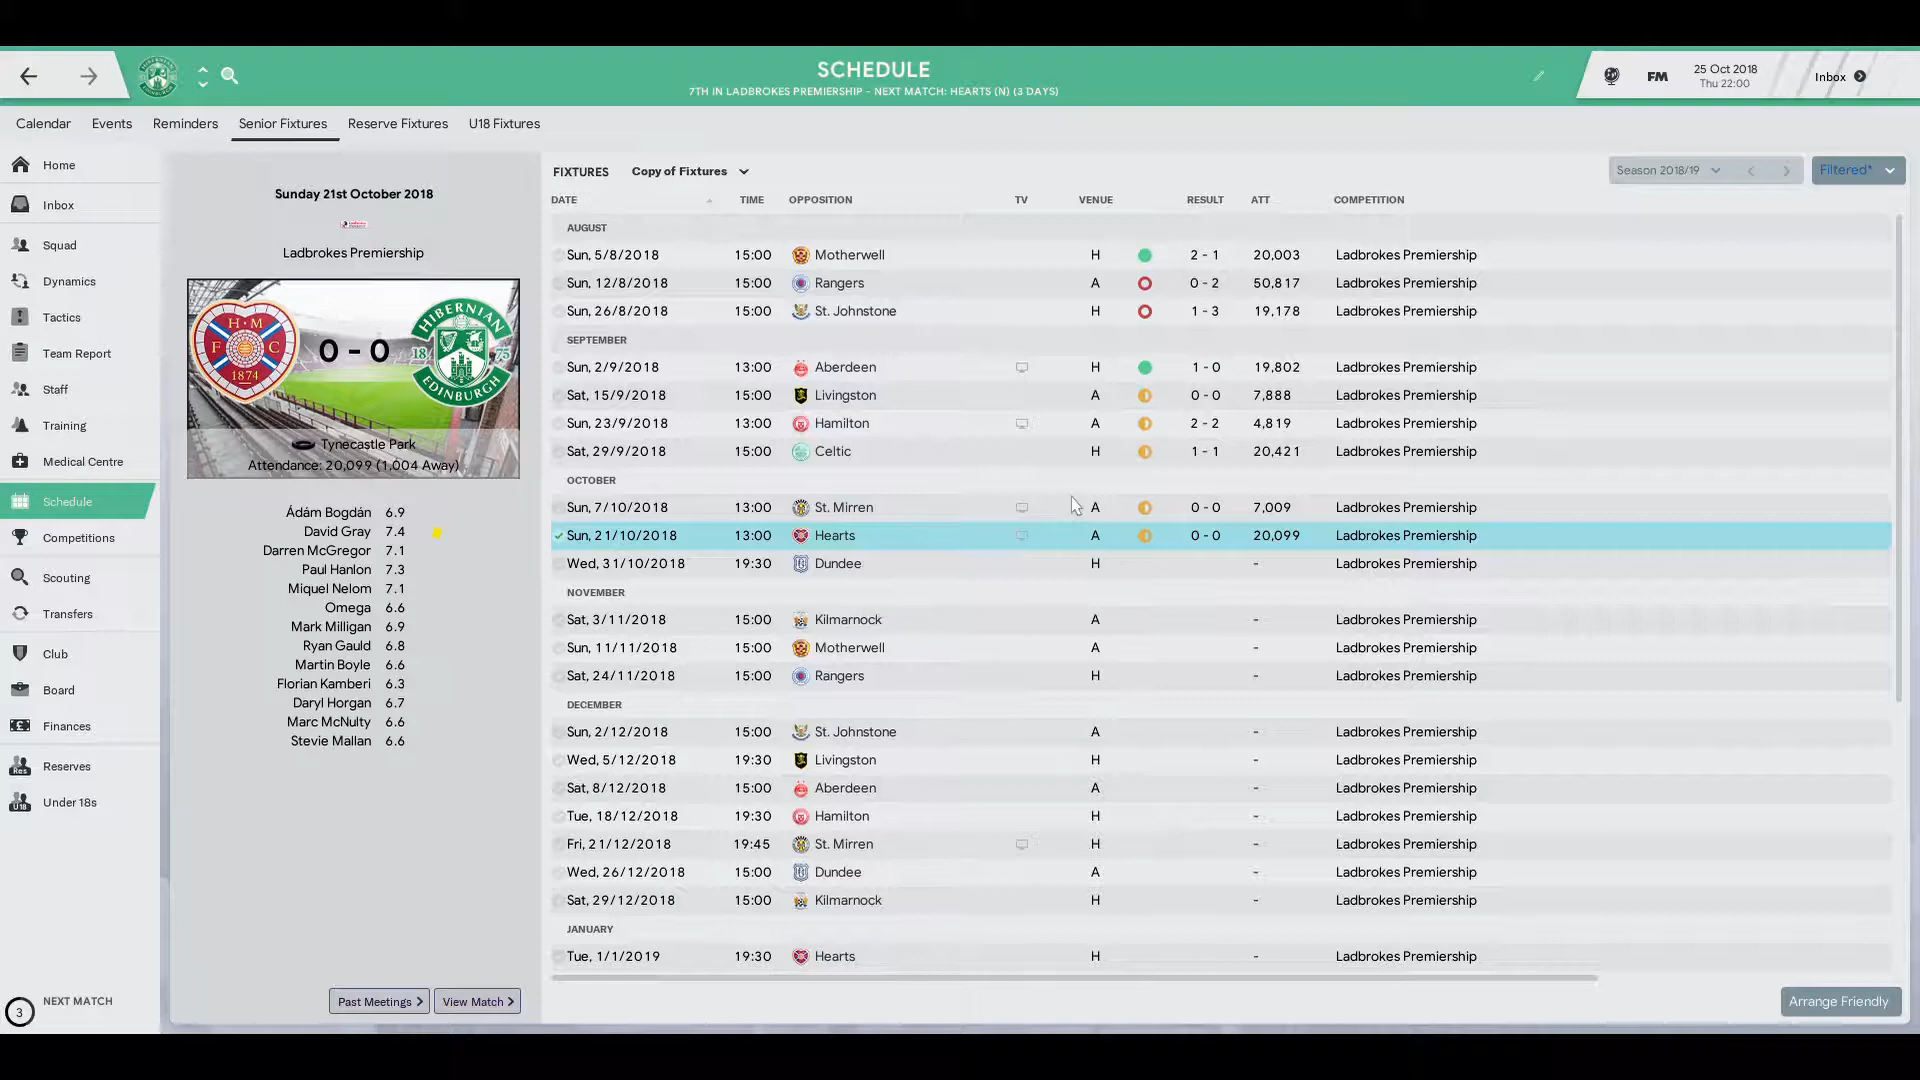 SCHEDULE
7TH IN LADBROKES PREMIERSHIP - NEXT MATCH: HEARTS (N) (3 DAYS)
FM
25 Oct 2018
Thu 22:00
Inbox
Calendar Events Reminders Senior Fixtures Reserve Fixtures U18 Fixtures
Home
Inbox
Squad
Dynamics
Tactics
Team Report
Staff
Training
Medical Centre
Schedule
Competitions
Scouting
Transfers
Club
Board
Finances
Res Reserves
U18 Under 18s
3 NEXT MATCH
Sunday 21st October 2018
Ladbrokes Premiership
H M
F C
1874
0 - 0
HIBERNIAN
18 75
EDINBURGH
Tynecastle Park
Attendance: 20,099 (1,004 Away)
Ádám Bogdán 6.9
David Gray 7.4
Darren McGregor 7.1
Paul Hanlon 7.3
Miquel Nelom 7.1
Omega 6.6
Mark Milligan 6.9
Ryan Gauld 6.8
Martin Boyle 6.6
Florian Kamberi 6.3
Daryl Horgan 6.7
Marc McNulty 6.6
Stevie Mallan 6.6
Past Meetings View Match
FIXTURES Copy of Fixtures Season 2018/19 Filtered*
DATE TIME OPPOSITION TV VENUE RESULT ATT COMPETITION
AUGUST
Sun, 5/8/2018 15:00 Motherwell H 2 - 1 20,003 Ladbrokes Premiership
Sun, 12/8/2018 15:00 Rangers A 0 - 2 50,817 Ladbrokes Premiership
Sun, 26/8/2018 15:00 St. Johnstone H 1 - 3 19,178 Ladbrokes Premiership
SEPTEMBER
Sun, 2/9/2018 13:00 Aberdeen H 1 - 0 19,802 Ladbrokes Premiership
Sat, 15/9/2018 15:00 Livingston A 0 - 0 7,888 Ladbrokes Premiership
Sun, 23/9/2018 13:00 Hamilton A 2 - 2 4,819 Ladbrokes Premiership
Sat, 29/9/2018 15:00 Celtic H 1 - 1 20,421 Ladbrokes Premiership
OCTOBER
Sun, 7/10/2018 13:00 St. Mirren A 0 - 0 7,009 Ladbrokes Premiership
Sun, 21/10/2018 13:00 Hearts A 0 - 0 20,099 Ladbrokes Premiership
Wed, 31/10/2018 19:30 Dundee H - Ladbrokes Premiership
NOVEMBER
Sat, 3/11/2018 15:00 Kilmarnock A - Ladbrokes Premiership
Sun, 11/11/2018 15:00 Motherwell A - Ladbrokes Premiership
Sat, 24/11/2018 15:00 Rangers H - Ladbrokes Premiership
DECEMBER
Sun, 2/12/2018 15:00 St. Johnstone A - Ladbrokes Premiership
Wed, 5/12/2018 19:30 Livingston H - Ladbrokes Premiership
Sat, 8/12/2018 15:00 Aberdeen A - Ladbrokes Premiership
Tue, 18/12/2018 19:30 Hamilton H - Ladbrokes Premiership
Fri, 21/12/2018 19:45 St. Mirren H - Ladbrokes Premiership
Wed, 26/12/2018 15:00 Dundee A - Ladbrokes Premiership
Sat, 29/12/2018 15:00 Kilmarnock H - Ladbrokes Premiership
JANUARY
Tue, 1/1/2019 19:30 Hearts H - Ladbrokes Premiership
Arrange Friendly